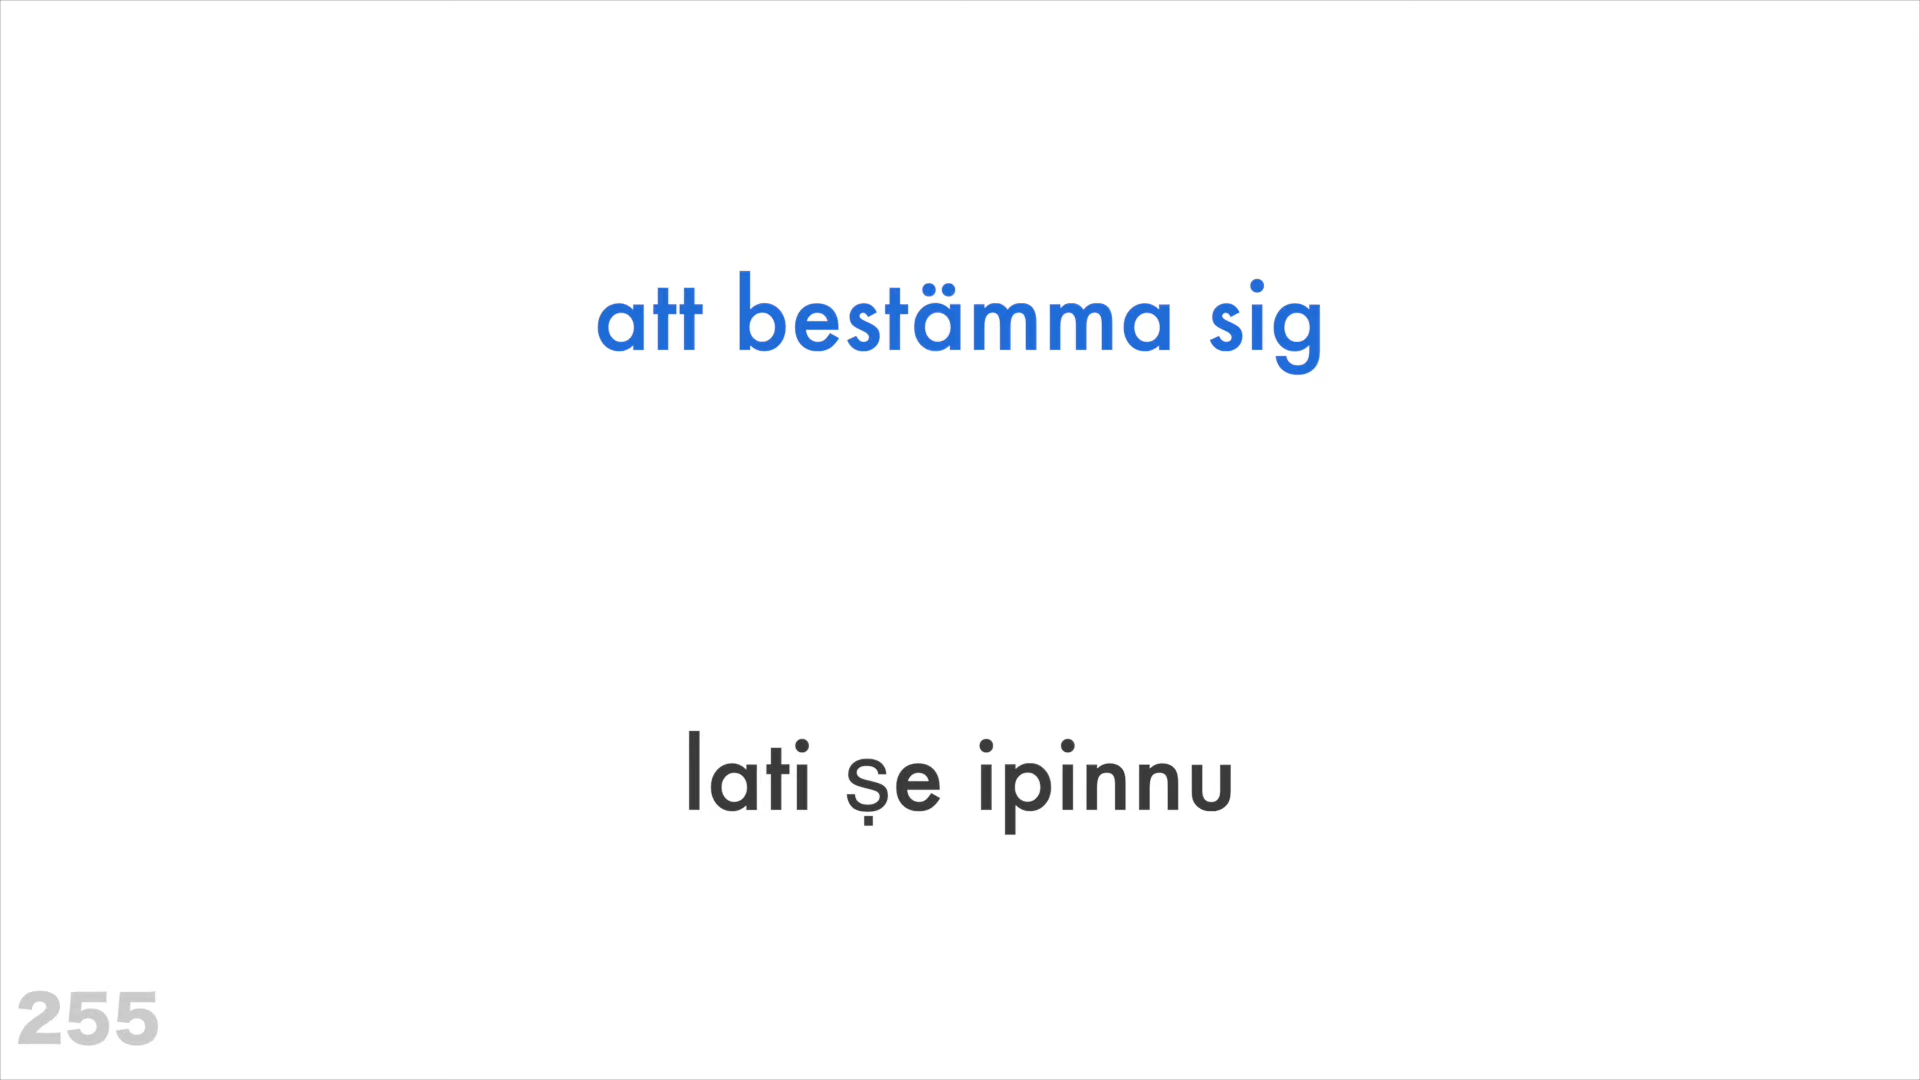 att bestämma sig
lati ṣe ipinnu
255